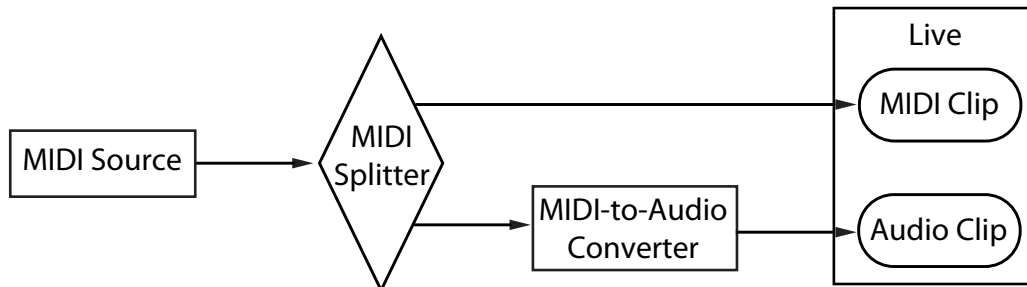 Live
MIDI Clip
MIDI
Splitter
MIDI Source
MIDI-to-Audio
Converter
Audio Clip